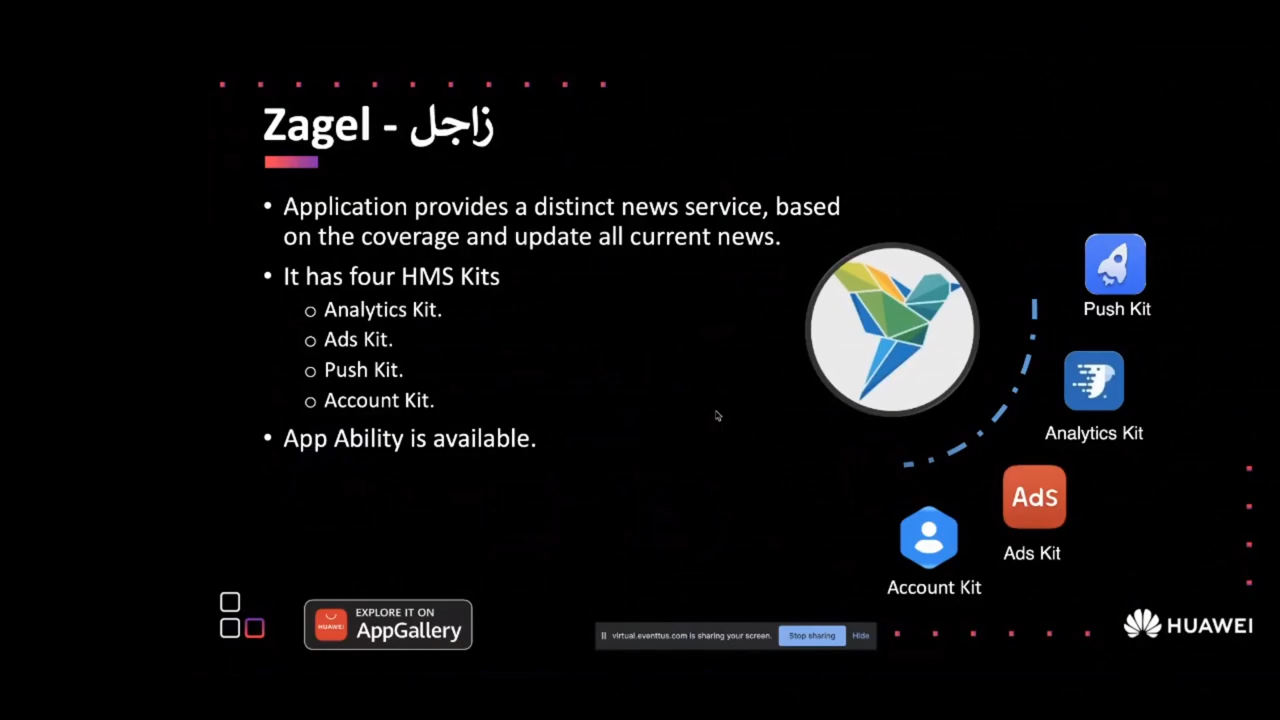 Zagel - زاجل
• Application provides a distinct news service, based
on the coverage and update all current news.
• It has four HMS Kits
o Analytics Kit.
o Ads Kit.
o Push Kit.
o Account Kit.
• App Ability is available.
Push Kit
Analytics Kit
Ads
Ads Kit
Account Kit
HUAWEI
EXPLORE IT ON
AppGallery
virtual.eventtus.com is sharing your screen.
Stop sharing
Hide
HUAWEI